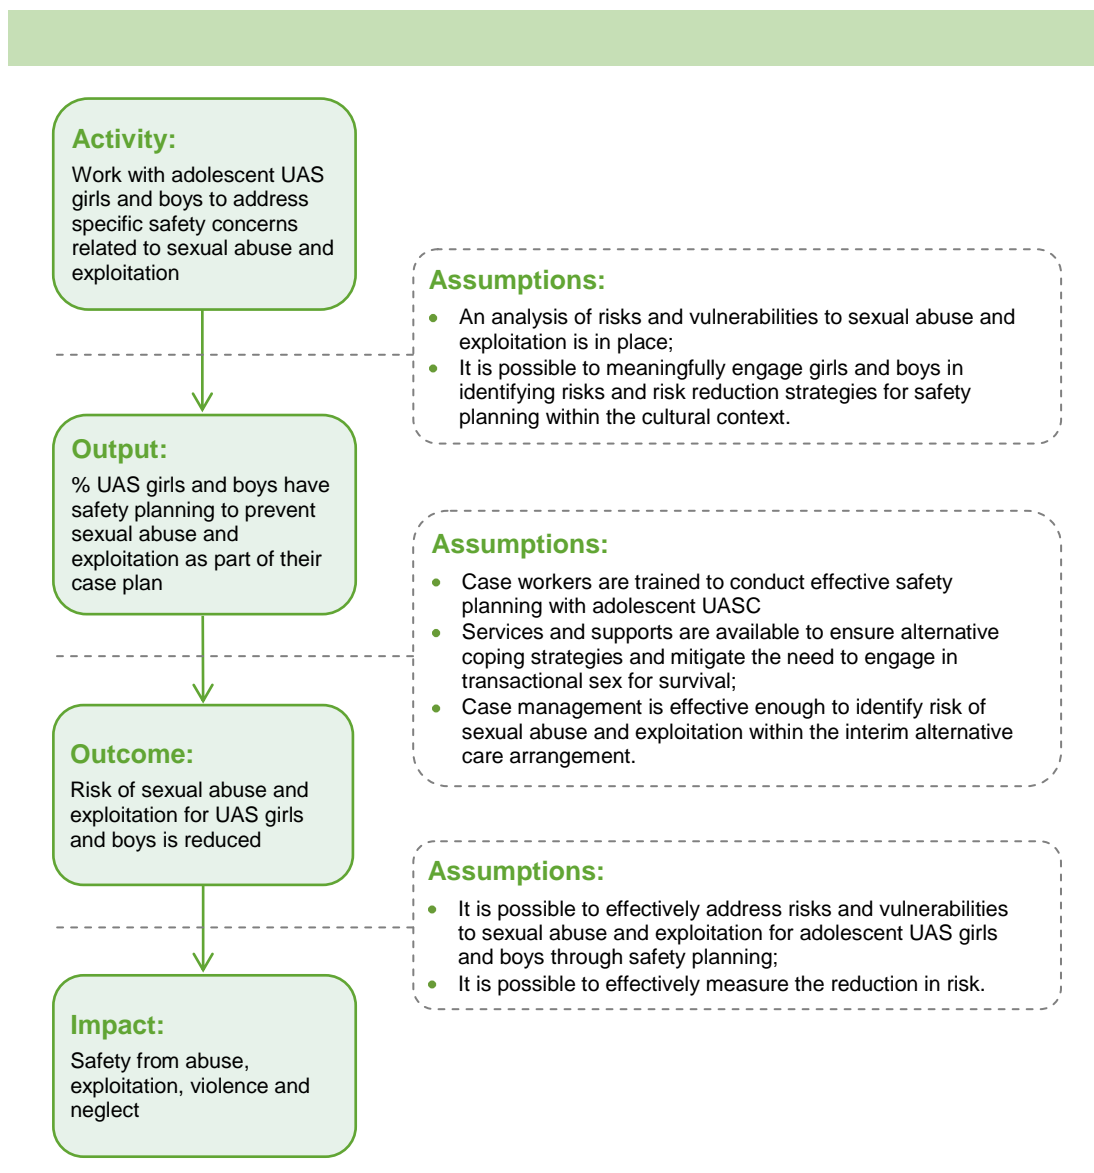 Activity:
Work with adolescent UAS
girls and boys to address
specific safety concerns
related to sexual abuse and
exploitation
Assumptions:
• An analysis of risks and vulnerabilities to sexual abuse and
exploitation is in place;
• It is possible to meaningfully engage girls and boys in
identifying risks and risk reduction strategies for safety
planning within the cultural context.
Output:
% UAS girls and boys have
safety planning to prevent
sexual abuse and
exploitation as part of their
case plan
Assumptions:
• Case workers are trained to conduct effective safety
planning with adolescent UASC
• Services and supports are available to ensure alternative
coping strategies and mitigate the need to engage in
transactional sex for survival;
• Case management is effective enough to identify risk of
sexual abuse and exploitation within the interim alternative
care arrangement.
Outcome:
Risk of sexual abuse and
exploitation for UAS girls
and boys is reduced
Assumptions:
• It is possible to effectively address risks and vulnerabilities
to sexual abuse and exploitation for adolescent UAS girls
and boys through safety planning;
• It is possible to effectively measure the reduction in risk.
Impact:
Safety from abuse,
exploitation, violence and
neglect